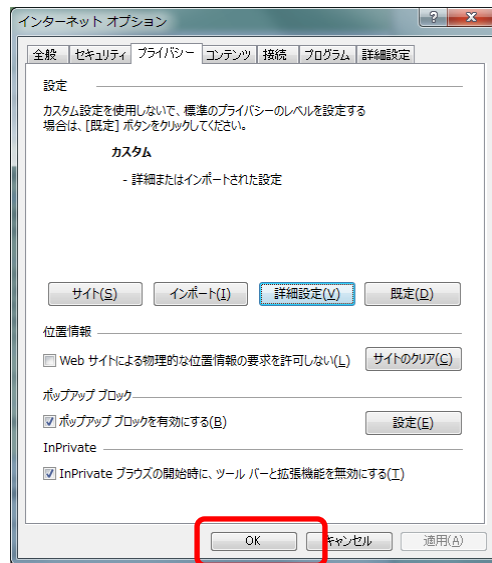 インターネット オプション
全般 セキュリティ プライバシー コンテンツ 接続 プログラム 詳細設定
設定
カスタム設定を使用しないで、標準のプライバシーのレベルを設定する
場合は、[既定] ボタンをクリックしてください。
カスタム
- 詳細またはインポートされた設定
サイト(S) インポート(I) 詳細設定(V) 既定(D)
位置情報
Web サイトによる物理的な位置情報の要求を許可しない(L) サイトのクリア(C)
ポップアップ ブロック
ポップアップ ブロックを有効にする(B) 設定(E)
InPrivate
InPrivate ブラウズの開始時に、ツール バーと拡張機能を無効にする(T)
OK キャンセル 適用(A)